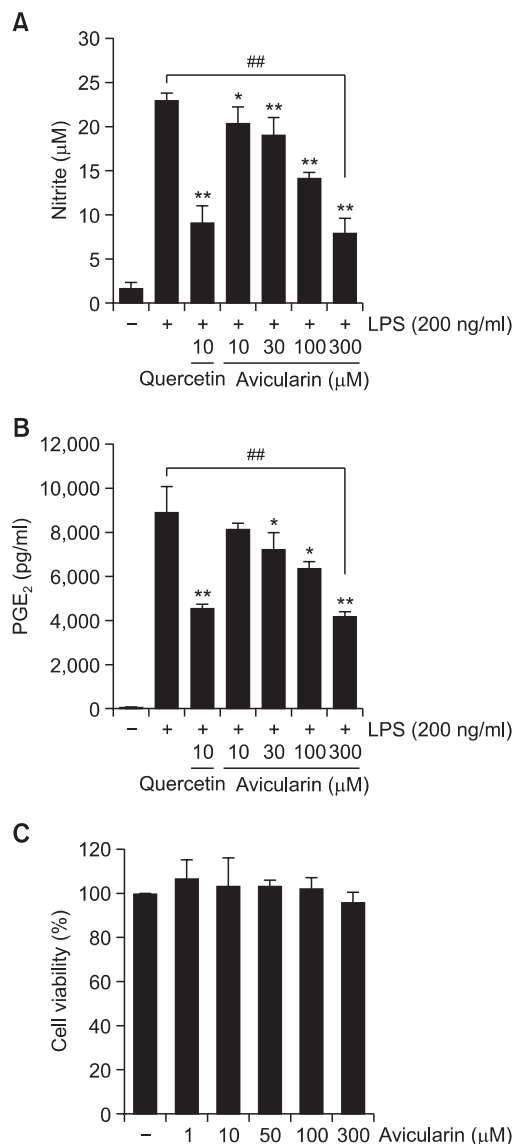 A
##
25
20
15
10
5
0
Nitrite (μM)
** * ** ** **
− + + + + + + LPS (200 ng/ml)
10 10 30 100 300
Quercetin Avicularin (μM)
B
##
12,000
10,000
8,000
6,000
4,000
2,000
0
PGE2 (pg/ml)
** * * **
− + + + + + + LPS (200 ng/ml)
10 10 30 100 300
Quercetin Avicularin (μM)
C
120
100
80
60
40
20
0
Cell viability (%)
− 1 10 50 100 300 Avicularin (μM)